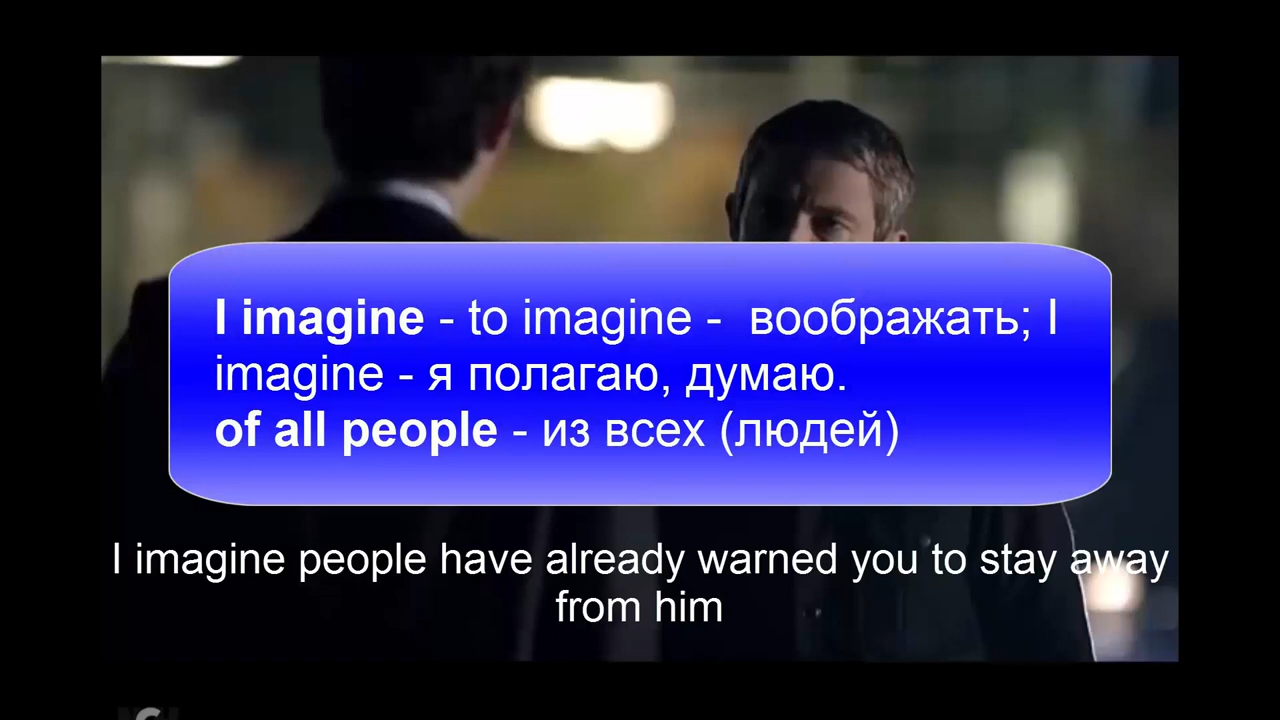 I imagine - to imagine -  воображать; I
imagine - я полагаю, думаю.
of all people - из всех (людей)
I imagine people have already warned you to stay away
from him